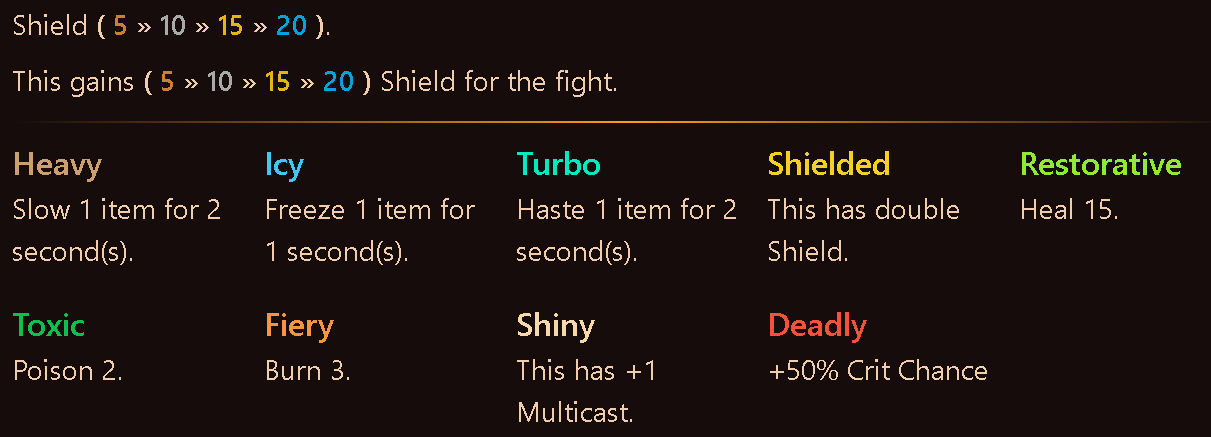 Shield ( 5 » 10 » 15 » 20 ).
This gains ( 5 » 10 » 15 » 20 ) Shield for the fight.
Heavy
Slow 1 item for 2
second(s).
Icy
Freeze 1 item for
1 second(s).
Turbo
Haste 1 item for 2
second(s).
Shielded
This has double
Shield.
Restorative
Heal 15.
Toxic
Poison 2.
Fiery
Burn 3.
Shiny
This has +1
Multicast.
Deadly
+50% Crit Chance